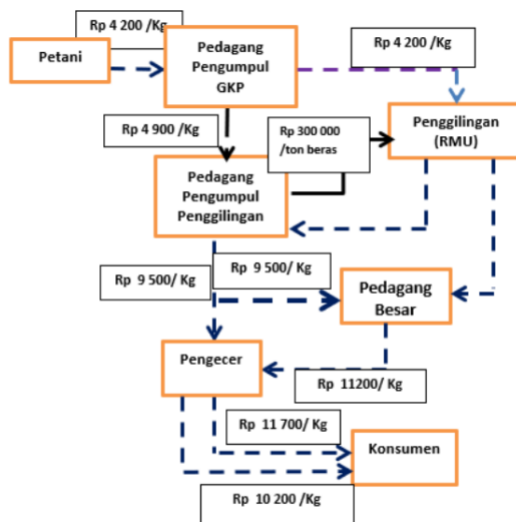 Rp 4 200 /Kg
Petani
Pedagang
Pengumpul
GKP
Rp 4 200 /Kg
Rp 4 900 /Kg
Rp 300 000
/ton beras
Penggilingan
(RMU)
Pedagang
Pengumpul
Penggilingan
Rp 9 500/ Kg
Rp 9 500/ Kg
Pedagang
Besar
Pengecer
Rp 11200/ Kg
Rp 11 700/ Kg
Konsumen
Rp 10 200 /Kg